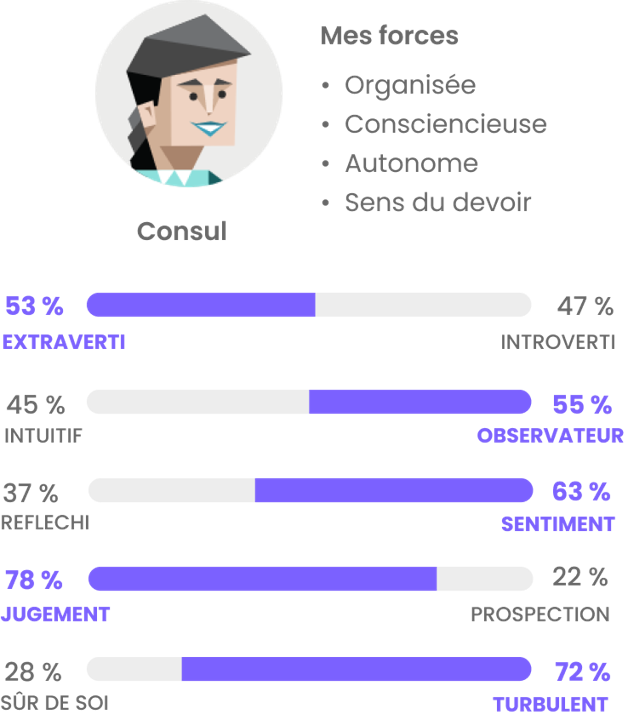 Mes forces
• Organisée
• Consciencieuse
• Autonome
• Sens du devoir
Consul
53 % 47 %
EXTRAVERTI INTROVERTI
45 % 55 %
INTUITIF OBSERVATEUR
37 % 63 %
REFLECHI SENTIMENT
78 % 22 %
JUGEMENT PROSPECTION
28 % 72 %
SÛR DE SOI TURBULENT